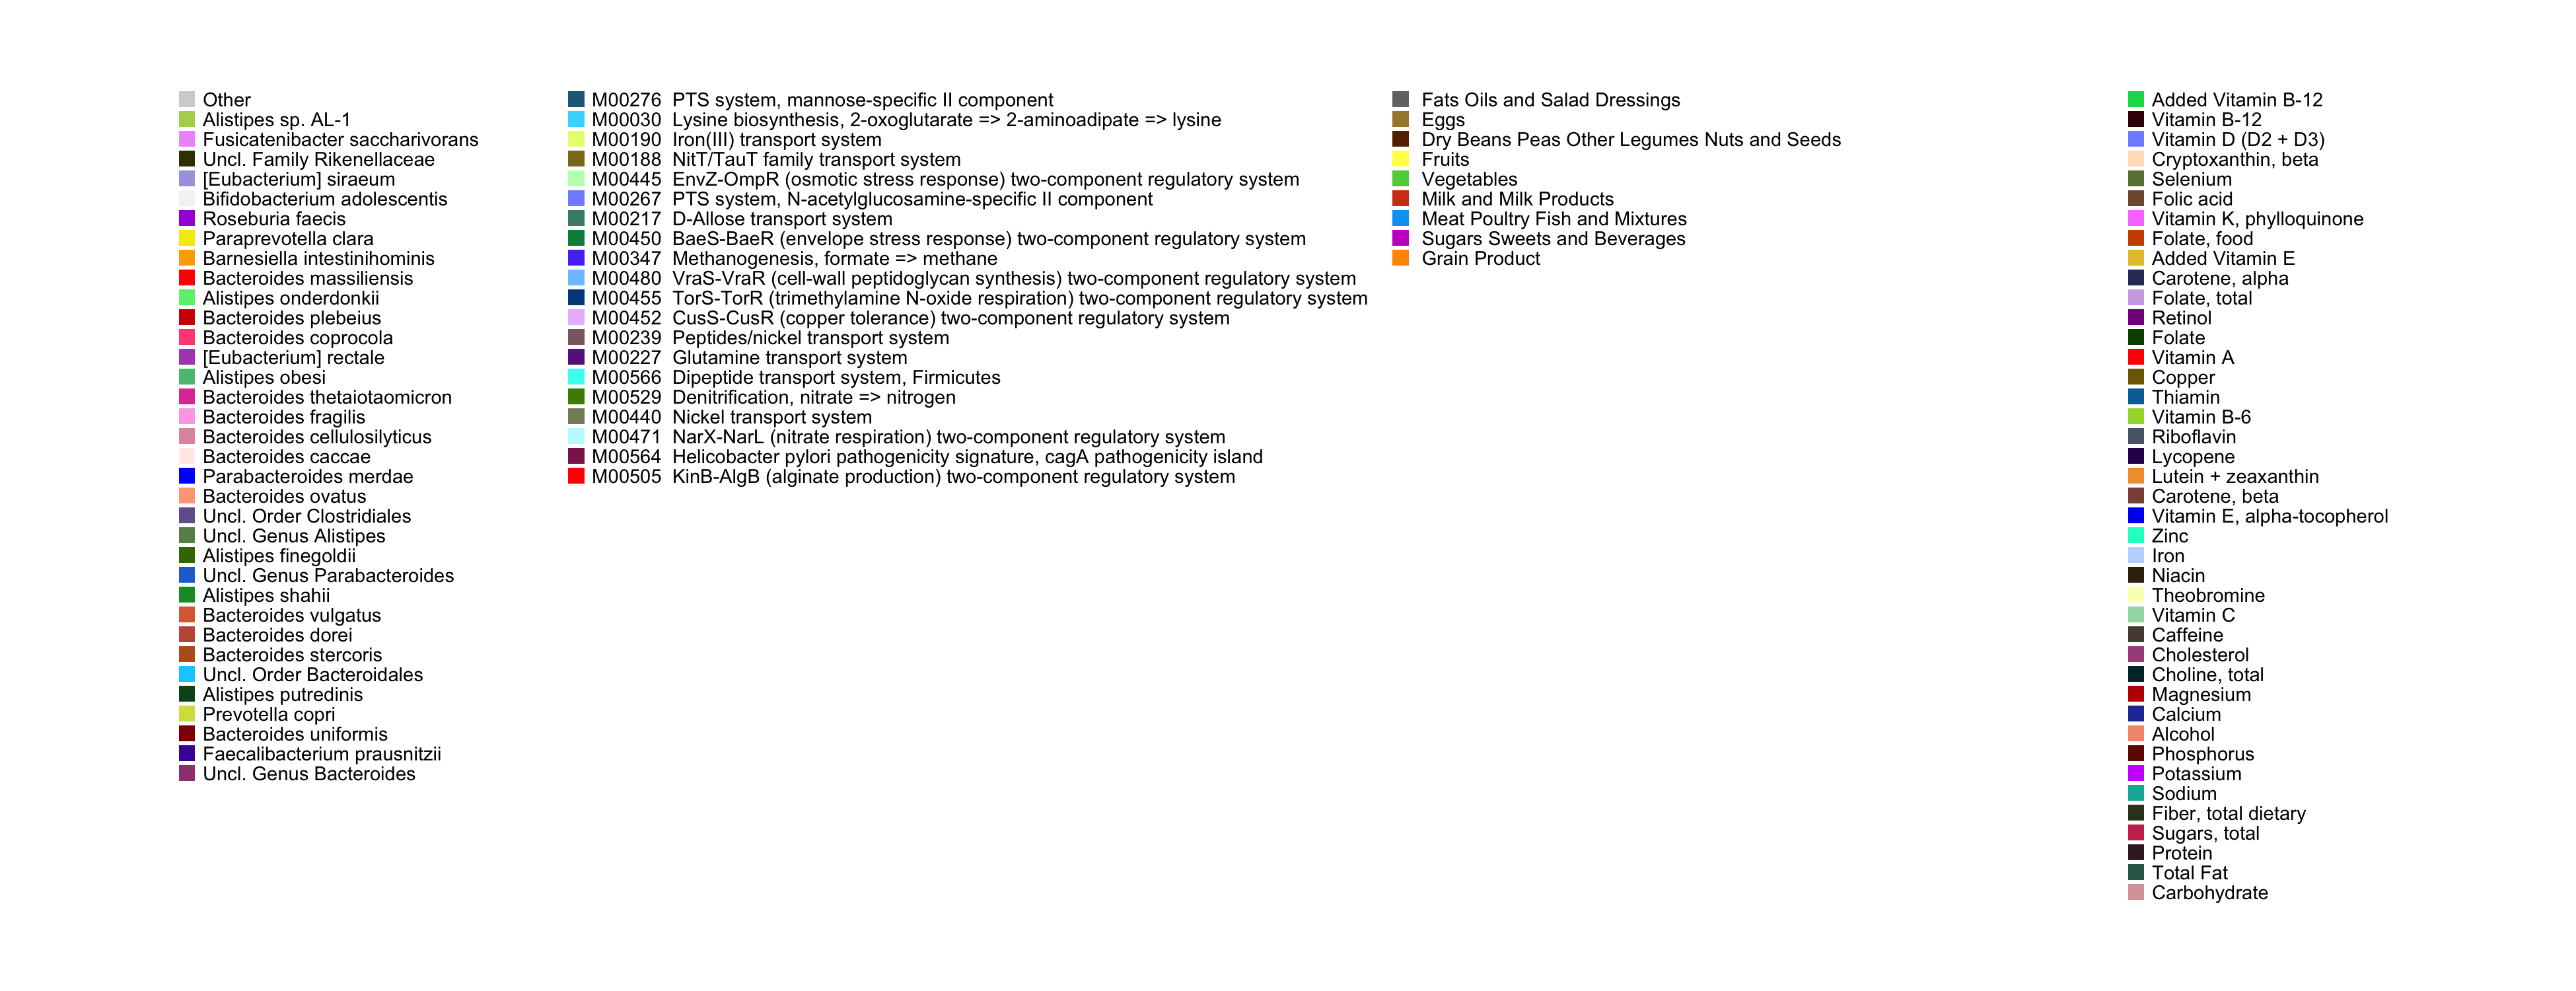 Other
Alistipes sp. AL-1
Fusicatenibacter saccharivorans
Uncl. Family Rikenellaceae
[Eubacterium] siraeum
Bifidobacterium adolescentis
Roseburia faecis
Paraprevotella clara
Barnesiella intestinihominis
Bacteroides massiliensis
Alistipes onderdonkii
Bacteroides plebeius
Bacteroides coprocola
[Eubacterium] rectale
Alistipes obesi
Bacteroides thetaiotaomicron
Bacteroides fragilis
Bacteroides cellulosilyticus
Bacteroides caccae
Parabacteroides merdae
Bacteroides ovatus
Uncl. Order Clostridiales
Uncl. Genus Alistipes
Alistipes finegoldii
Uncl. Genus Parabacteroides
Alistipes shahii
Bacteroides vulgatus
Bacteroides dorei
Bacteroides stercoris
Uncl. Order Bacteroidales
Alistipes putredinis
Prevotella copri
Bacteroides uniformis
Faecalibacterium prausnitzii
Uncl. Genus Bacteroides
M00276 PTS system, mannose-specific II component
M00030 Lysine biosynthesis, 2-oxoglutarate => 2-aminoadipate => lysine
M00190 Iron(III) transport system
M00188 NitT/TauT family transport system
M00445 EnvZ-OmpR (osmotic stress response) two-component regulatory system
M00267 PTS system, N-acetylglucosamine-specific II component
M00217 D-Allose transport system
M00450 BaeS-BaeR (envelope stress response) two-component regulatory system
M00347 Methanogenesis, formate => methane
M00480 VraS-VraR (cell-wall peptidoglycan synthesis) two-component regulatory system
M00455 TorS-TorR (trimethylamine N-oxide respiration) two-component regulatory system
M00452 CusS-CusR (copper tolerance) two-component regulatory system
M00239 Peptides/nickel transport system
M00227 Glutamine transport system
M00566 Dipeptide transport system, Firmicutes
M00529 Denitrification, nitrate => nitrogen
M00440 Nickel transport system
M00471 NarX-NarL (nitrate respiration) two-component regulatory system
M00564 Helicobacter pylori pathogenicity signature, cagA pathogenicity island
M00505 KinB-AlgB (alginate production) two-component regulatory system
Fats Oils and Salad Dressings
Eggs
Dry Beans Peas Other Legumes Nuts and Seeds
Fruits
Vegetables
Milk and Milk Products
Meat Poultry Fish and Mixtures
Sugars Sweets and Beverages
Grain Product
Added Vitamin B-12
Vitamin B-12
Vitamin D (D2 + D3)
Cryptoxanthin, beta
Selenium
Folic acid
Vitamin K, phylloquinone
Folate, food
Added Vitamin E
Carotene, alpha
Folate, total
Retinol
Folate
Vitamin A
Copper
Thiamin
Vitamin B-6
Riboflavin
Lycopene
Lutein + zeaxanthin
Carotene, beta
Vitamin E, alpha-tocopherol
Zinc
Iron
Niacin
Theobromine
Vitamin C
Caffeine
Cholesterol
Choline, total
Magnesium
Calcium
Alcohol
Phosphorus
Potassium
Sodium
Fiber, total dietary
Sugars, total
Protein
Total Fat
Carbohydrate